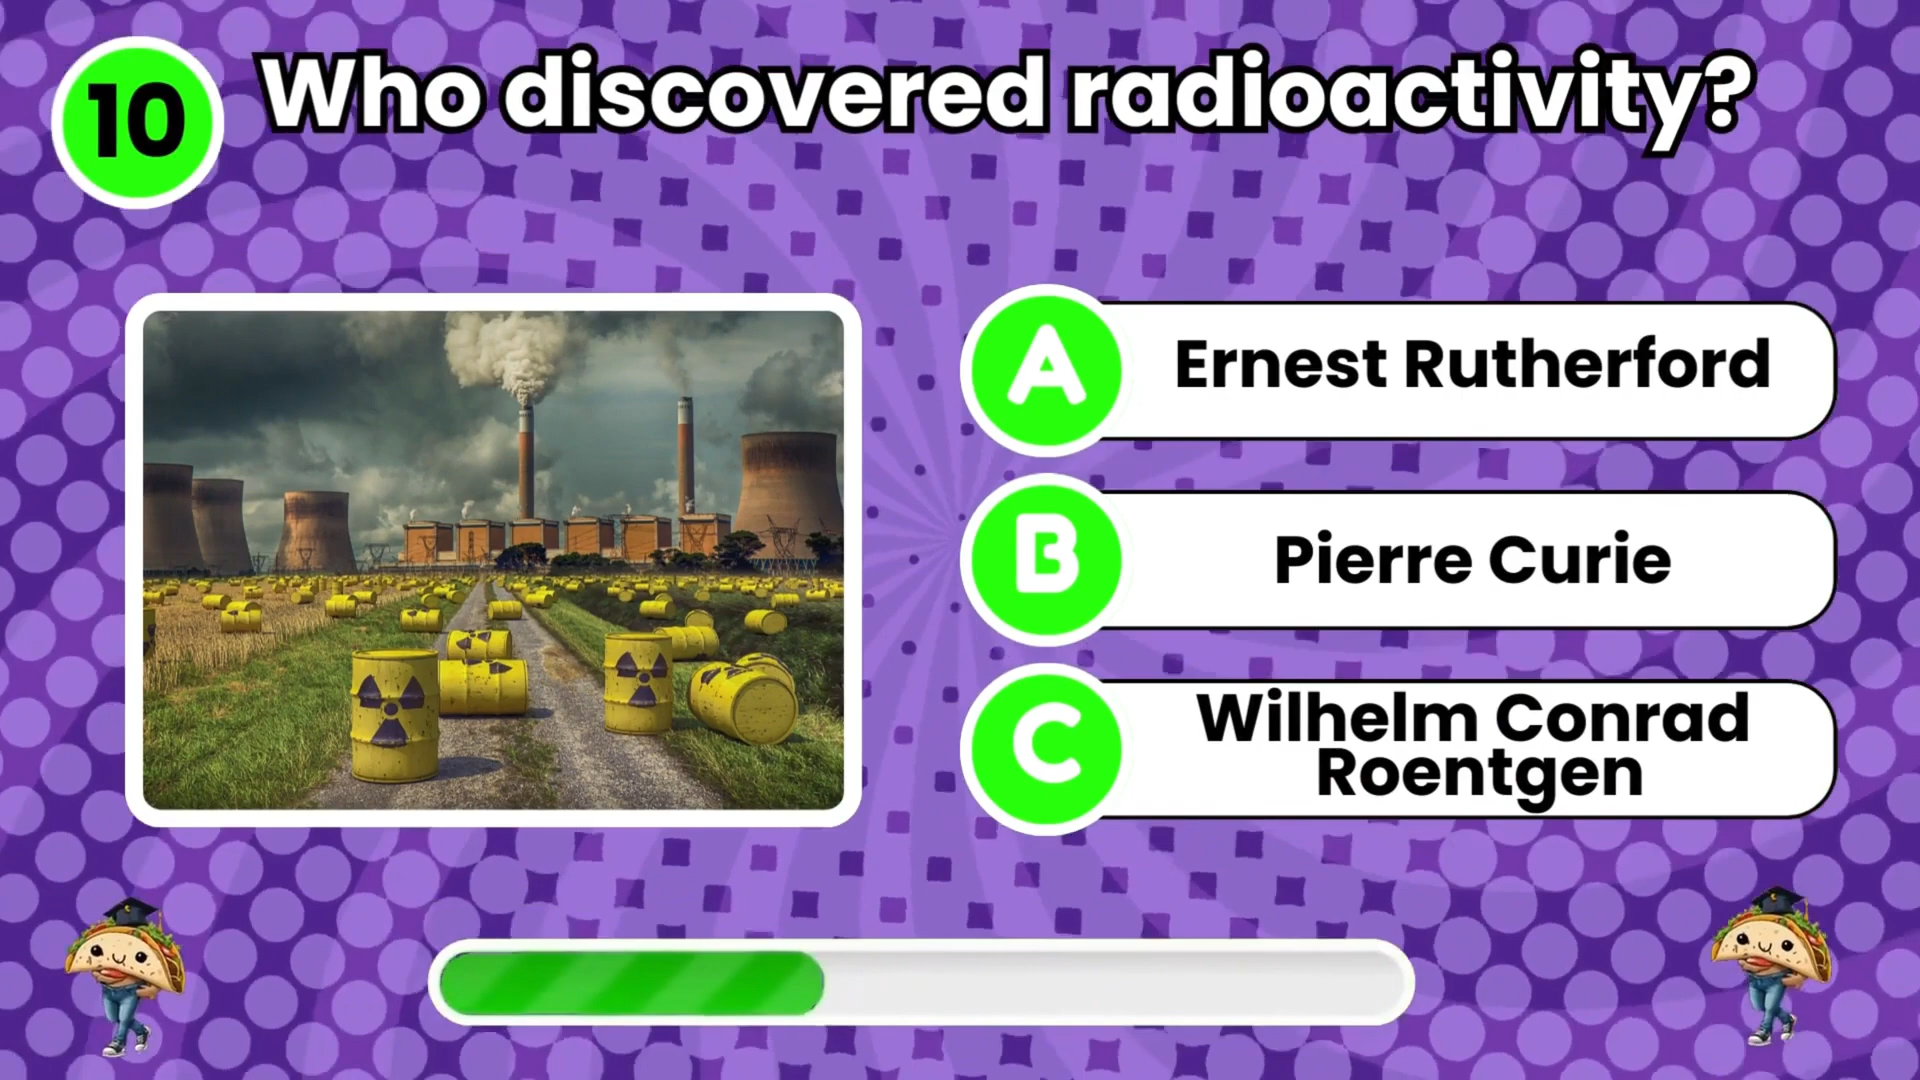 10
Who discovered radioactivity?
A
Ernest Rutherford
B
Pierre Curie
C
Wilhelm Conrad
Roentgen